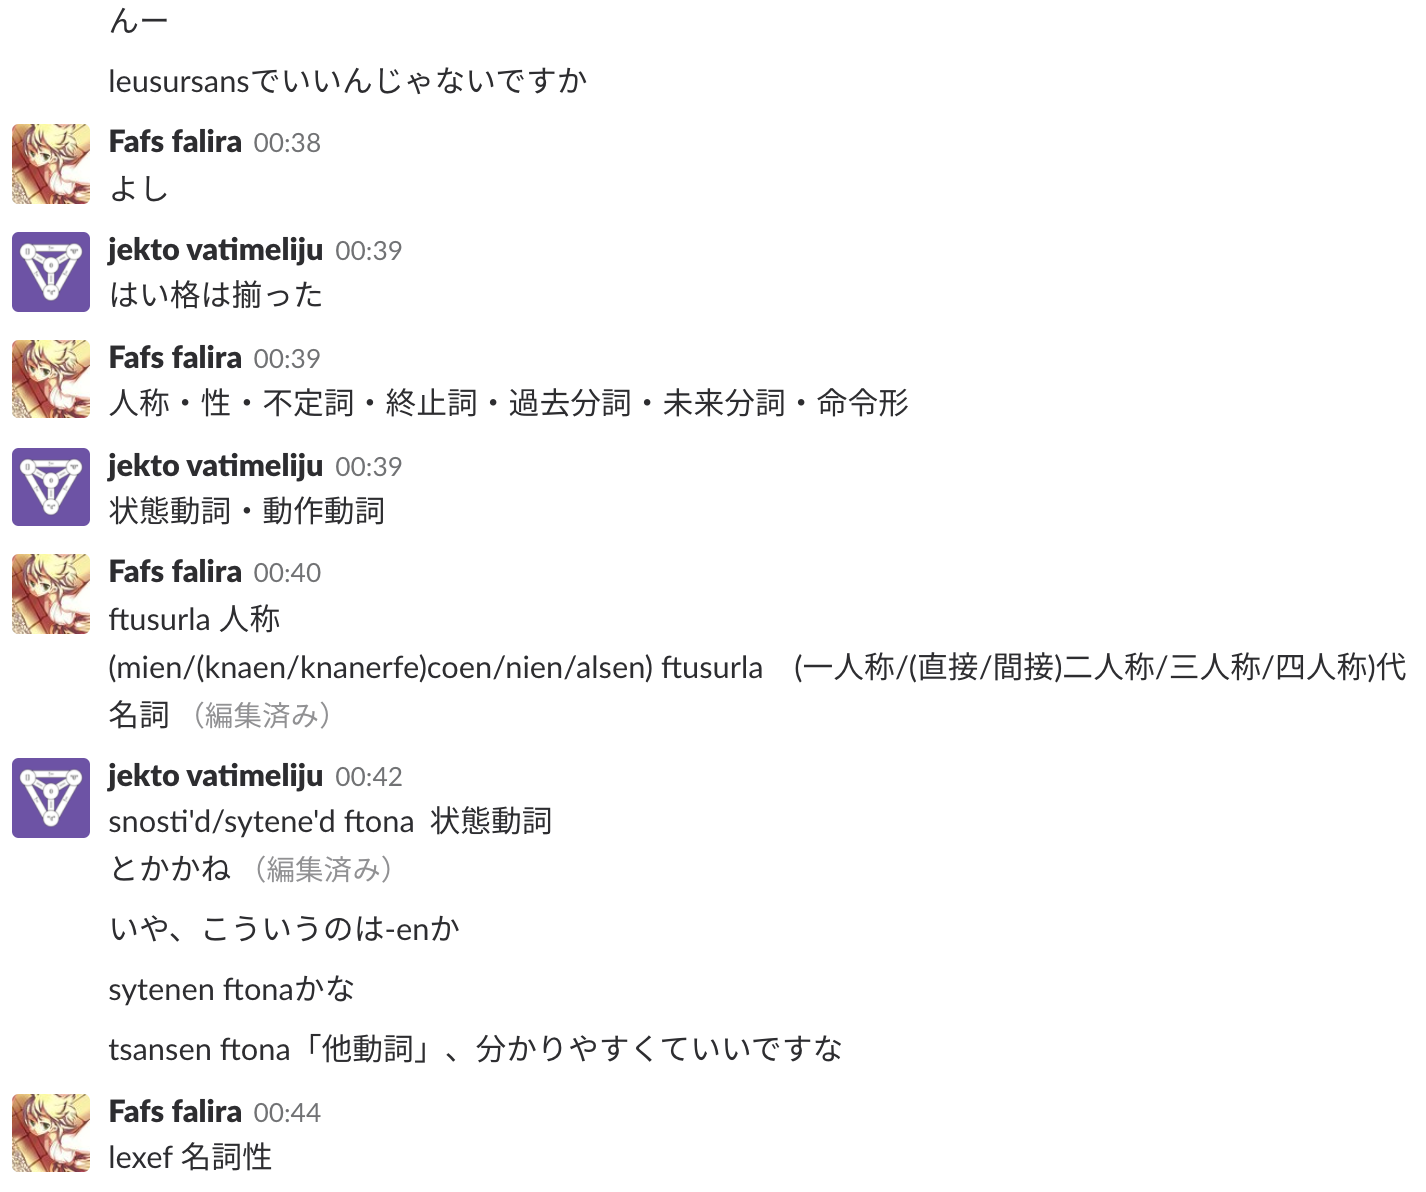 んー
leusursansでいいんじゃないですか
Fafs falira 00:38
よし
jekto vatimeliju 00:39
はい格は揃った
Fafs falira 00:39
人称・性・不定詞・終止詞・過去分詞・未来分詞・命令形
jekto vatimeliju 00:39
状態動詞・動作動詞
Fafs falira 00:40
ftusurla 人称
(mien/(knaen/knanerfe)coen/nien/alsen) ftusurla　(一人称/(直接/間接)二人称/三人称/四人称)代
名詞 （編集済み）
jekto vatimeliju 00:42
snosti'd/sytene'd ftona  状態動詞
とかかね （編集済み）
いや、こういうのは-enか
sytenen ftonaかな
tsansen ftona「他動詞」、分かりやすくていいですな
Fafs falira 00:44
lexef 名詞性